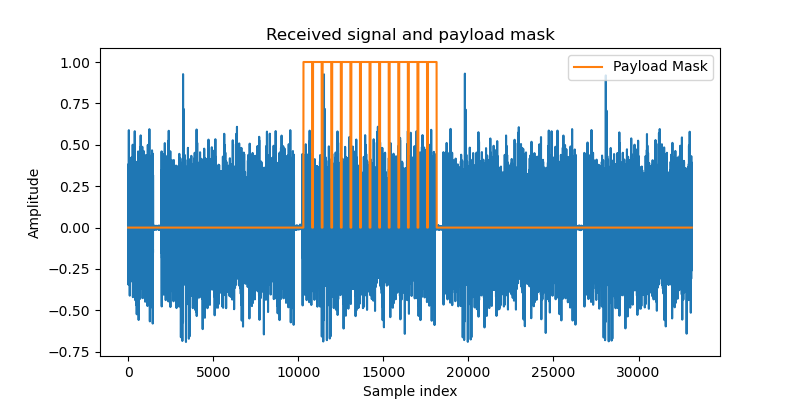 Received signal and payload mask
Payload Mask
1.00
0.75
0.50
0.25
0.00
−0.25
−0.50
−0.75
Amplitude
0 5000 10000 15000 20000 25000 30000
Sample index